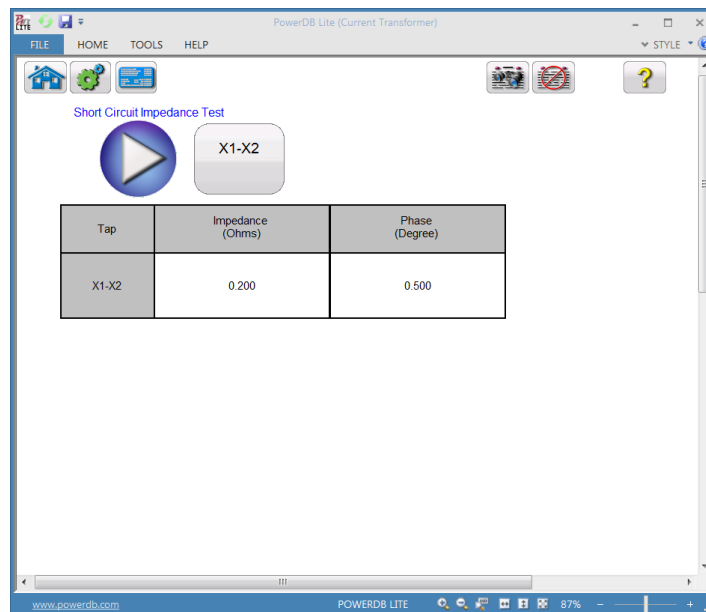 LITE
PowerDB Lite (Current Transformer)
FILE HOME TOOLS HELP
STYLE
Short Circuit Impedance Test
X1-X2
Tap Impedance (Ohms) Phase (Degree)
X1-X2 0.200 0.500
www.powerdb.com POWERDB LITE 87%